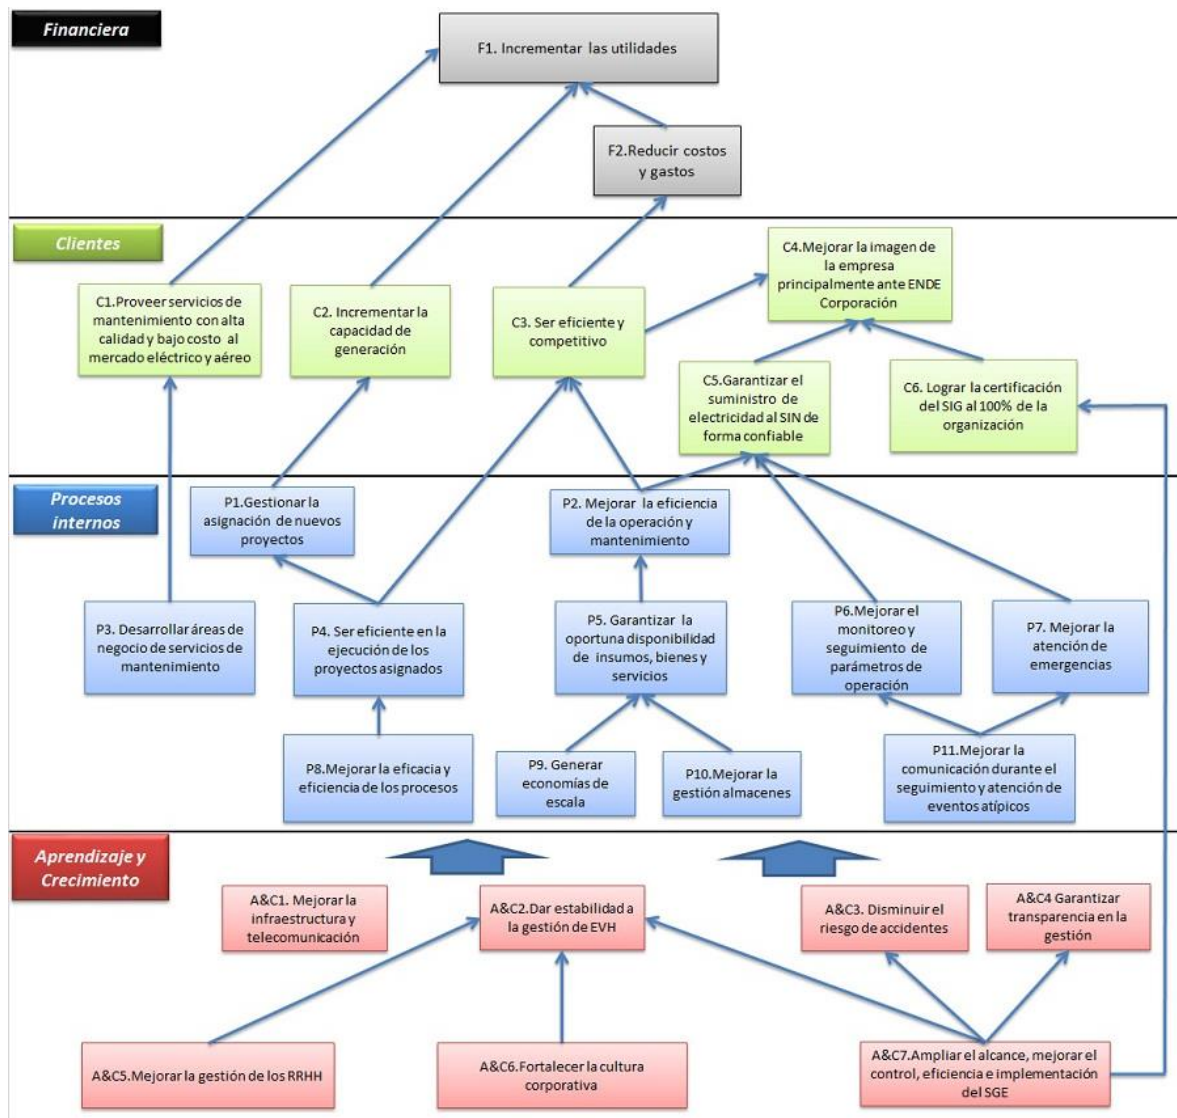 Financiera
F1. Incrementar las utilidades
F2.Reducir costos
y gastos
Clientes
C1.Proveer servicios de
mantenimiento con alta
calidad y bajo costo al
mercado eléctrico y aéreo
C2. Incrementar la
capacidad de
generación
C3. Ser eficiente y
competitivo
C4.Mejorar la imagen de
la empresa
principalmente ante ENDE
Corporación
C5.Garantizar el
suministro de
electricidad al SIN de
forma confiable
C6. Lograr la certificación
del SIG al 100% de la
organización
Procesos
internos
P1.Gestionar la
asignación de nuevos
proyectos
P2. Mejorar la eficiencia
de la operación y
mantenimiento
P3. Desarrollar áreas de
negocio de servicios de
mantenimiento
P4. Ser eficiente en la
ejecución de los
proyectos asignados
P5. Garantizar la
oportuna disponibilidad
de insumos, bienes y
servicios
P6.Mejorar el
monitoreo y
seguimiento de
parámetros de
operación
P7. Mejorar la
atención de
emergencias
P8.Mejorar la eficacia y
eficiencia de los procesos
P9. Generar
economías de
escala
P10.Mejorar la
gestión almacenes
P11.Mejorar la
comunicación durante el
seguimiento y atención de
eventos atípicos
Aprendizaje y
Crecimiento
A&C1. Mejorar la
infraestructura y
telecomunicación
A&C2.Dar estabilidad a
la gestión de EVH
A&C3. Disminuir el
riesgo de accidentes
A&C4 Garantizar
transparencia en la
gestión
A&C5.Mejorar la gestión de los RRHH
A&C6.Fortalecer la cultura
corporativa
A&C7.Ampliar el alcance, mejorar el
control, eficiencia e implementación
del SGE